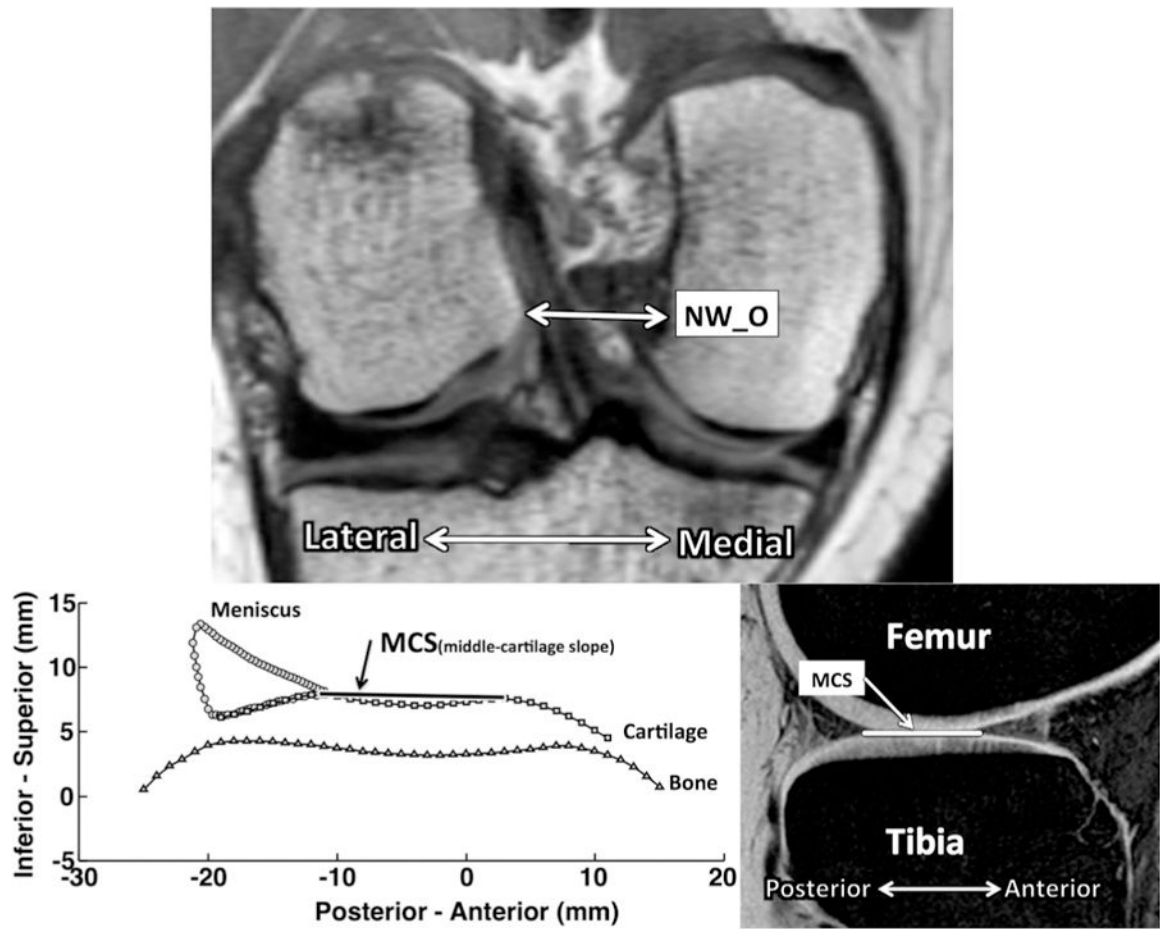 NW_O
Lateral
Medial
Inferior - Superior (mm)
15
10
5
0
-5
Meniscus
MCS(middle-cartilage slope)
Cartilage
Bone
-30
-20
-10
0
10
20
Posterior - Anterior (mm)
Femur
MCS
Tibia
Posterior
Anterior